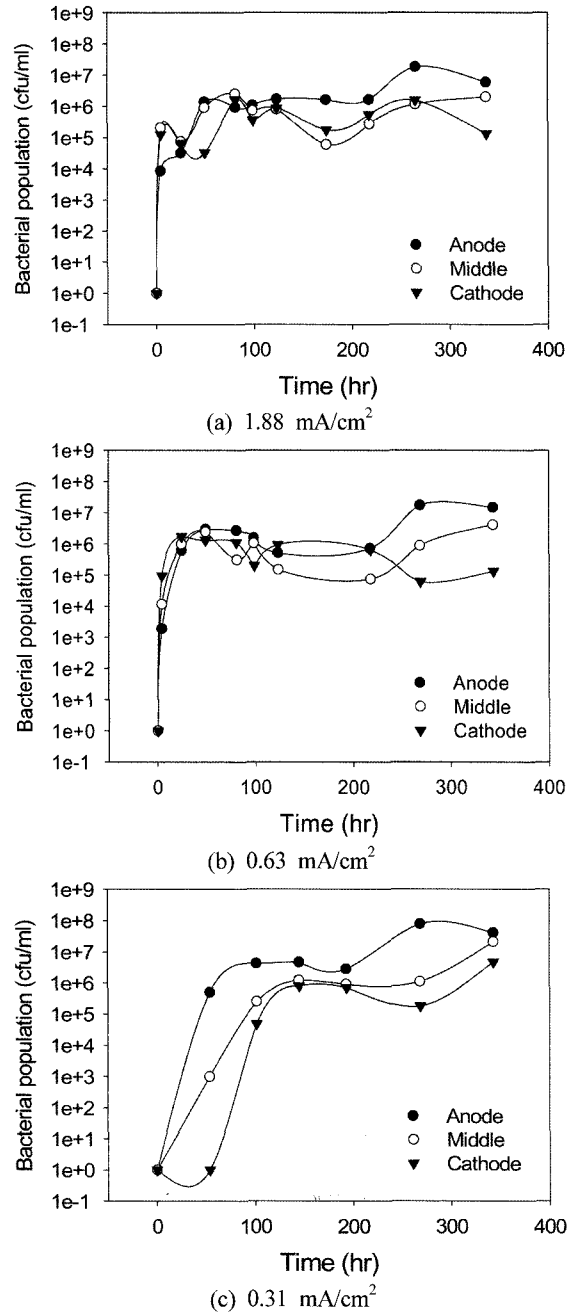 1e+9
1e+8
1e+7
1e+6
1e+5
1e+4
1e+3
1e+2
1e+1
1e+0
1e-1
Bacterial population (cfu/ml)
Anode
Middle
Cathode
0 100 200 300 400
Time (hr)
(a) 1.88 mA/cm²
1e+9
1e+8
1e+7
1e+6
1e+5
1e+4
1e+3
1e+2
1e+1
1e+0
1e-1
Bacterial population (cfu/ml)
Anode
Middle
Cathode
0 100 200 300 400
Time (hr)
(b) 0.63 mA/cm²
1e+9
1e+8
1e+7
1e+6
1e+5
1e+4
1e+3
1e+2
1e+1
1e+0
1e-1
Bacterial population (cfu/ml)
Anode
Middle
Cathode
0 100 200 300 400
Time (hr)
(c) 0.31 mA/cm²